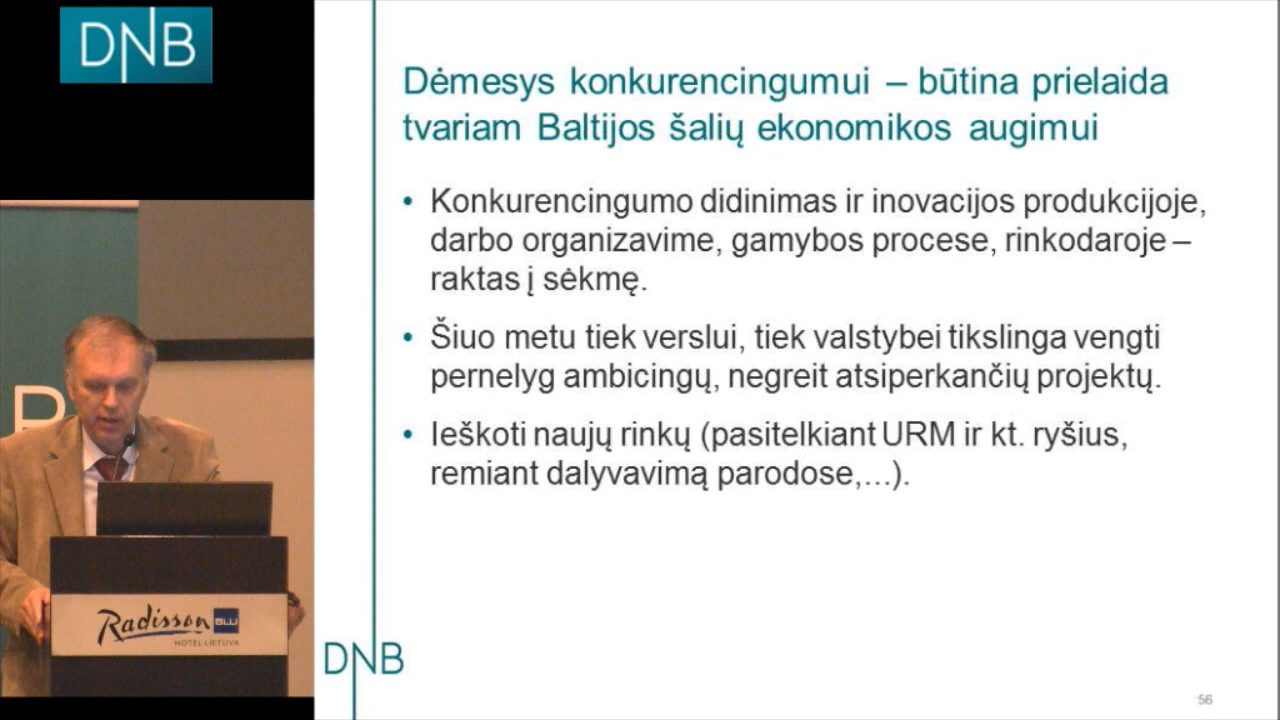 DNB
Dėmesys konkurencingumui – būtina prielaida
tvariam Baltijos šalių ekonomikos augimui
• Konkurencingumo didinimas ir inovacijos produkcijoje,
darbo organizavime, gamybos procese, rinkodaroje –
raktas į sėkmę.
• Šiuo metu tiek verslui, tiek valstybei tikslinga vengti
pernelyg ambicingų, negreit atsiperkančių projektų.
• Ieškoti naujų rinkų (pasitelkiant URM ir kt. ryšius,
remiant dalyvavimą parodose,...).
Radisson BLU
HOTEL LIETUVA
DNB
56